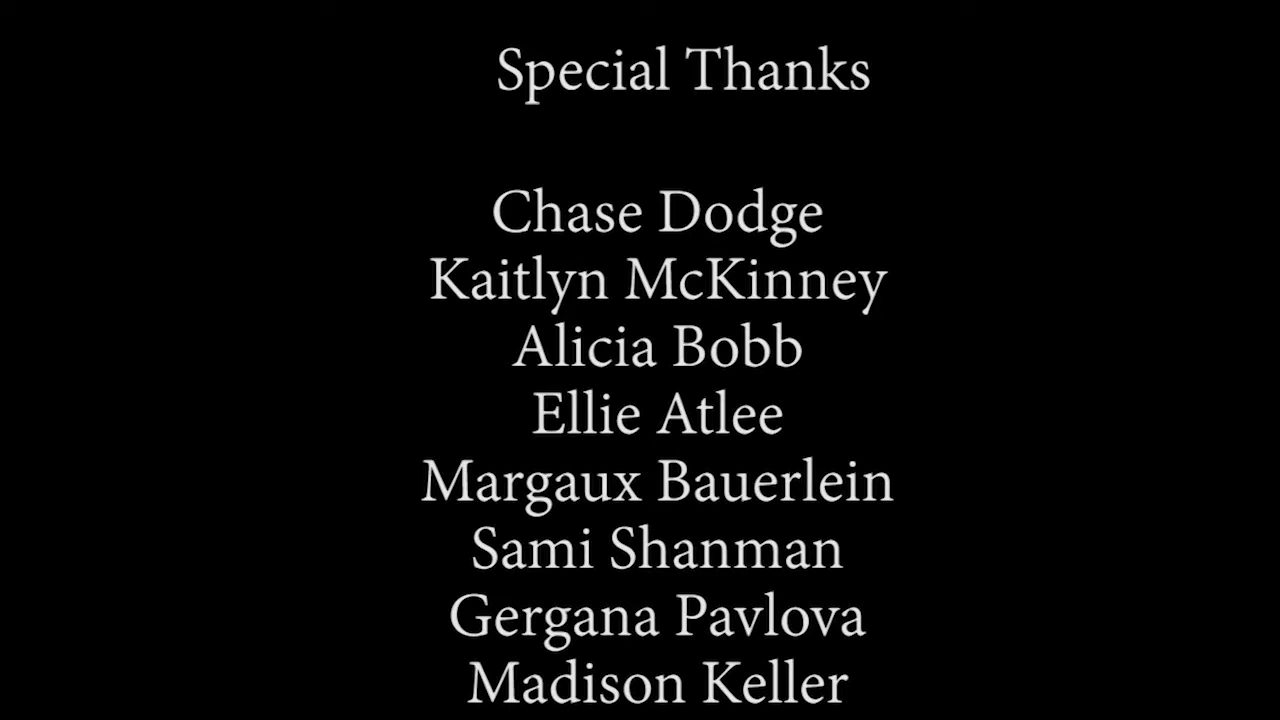 Special Thanks
Chase Dodge
Kaitlyn McKinney
Alicia Bobb
Ellie Atlee
Margaux Bauerlein
Sami Shanman
Gergana Pavlova
Madison Keller